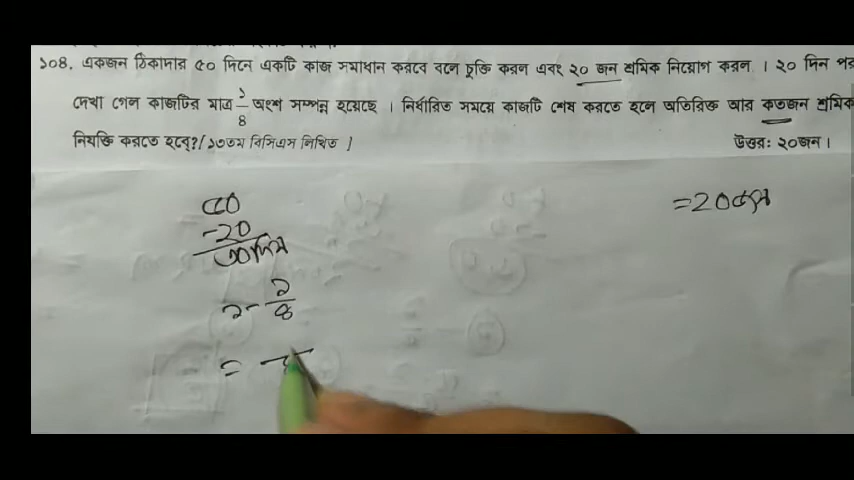 ১০৪. একজন ঠিকাদার ৫০ দিনে একটি কাজ সমাধান করবে বলে চুক্তি করল এবং ২০ জন শ্রমিক নিয়োগ করল । ২০ দিন পর
দেখা গেল কাজটির মাত্র ১/৪ অংশ সম্পন্ন হয়েছে । নির্ধারিত সময়ে কাজটি শেষ করতে হলে অতিরিক্ত আর কতজন শ্রমিক
নিযুক্তি করতে হবে?[১৩তম বিসিএস লিখিত ] উত্তর: ২০জন।
৫০ =20জন
-20
৩০দিন
১-১/৪
=